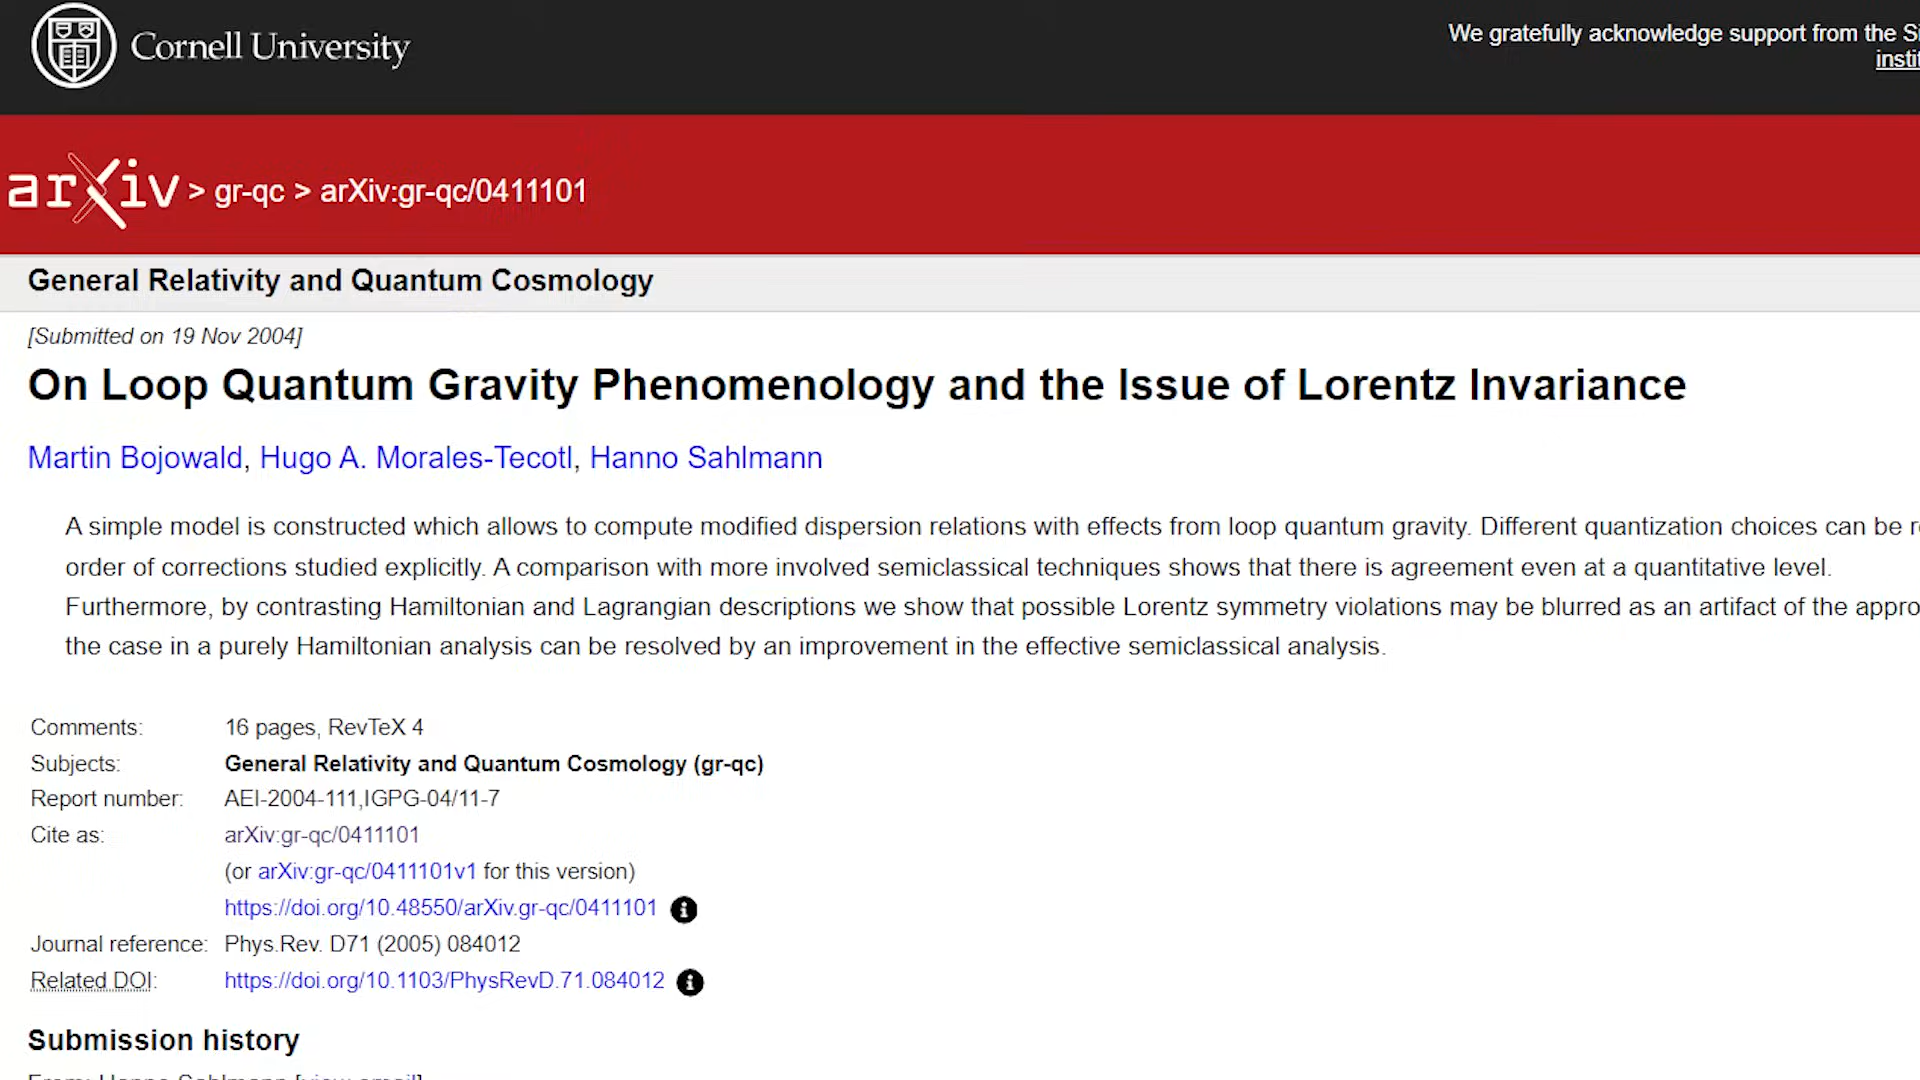 Cornell University
We gratefully acknowledge support from the
arXiv > gr-qc > arXiv:gr-qc/0411101
General Relativity and Quantum Cosmology
[Submitted on 19 Nov 2004]
On Loop Quantum Gravity Phenomenology and the Issue of Lorentz Invariance
Martin Bojowald, Hugo A. Morales-Tecotl, Hanno Sahlmann
A simple model is constructed which allows to compute modified dispersion relations with effects from loop quantum gravity. Different quantization choices can be
order of corrections studied explicitly. A comparison with more involved semiclassical techniques shows that there is agreement even at a quantitative level.
Furthermore, by contrasting Hamiltonian and Lagrangian descriptions we show that possible Lorentz symmetry violations may be blurred as an artifact of the
the case in a purely Hamiltonian analysis can be resolved by an improvement in the effective semiclassical analysis.
Comments: 16 pages, RevTeX 4
Subjects: General Relativity and Quantum Cosmology (gr-qc)
Report number: AEI-2004-111,IGPG-04/11-7
Cite as: arXiv:gr-qc/0411101
(or arXiv:gr-qc/0411101v1 for this version)
https://doi.org/10.48550/arXiv.gr-qc/0411101
Journal reference: Phys.Rev. D71 (2005) 084012
Related DOI: https://doi.org/10.1103/PhysRevD.71.084012
Submission history